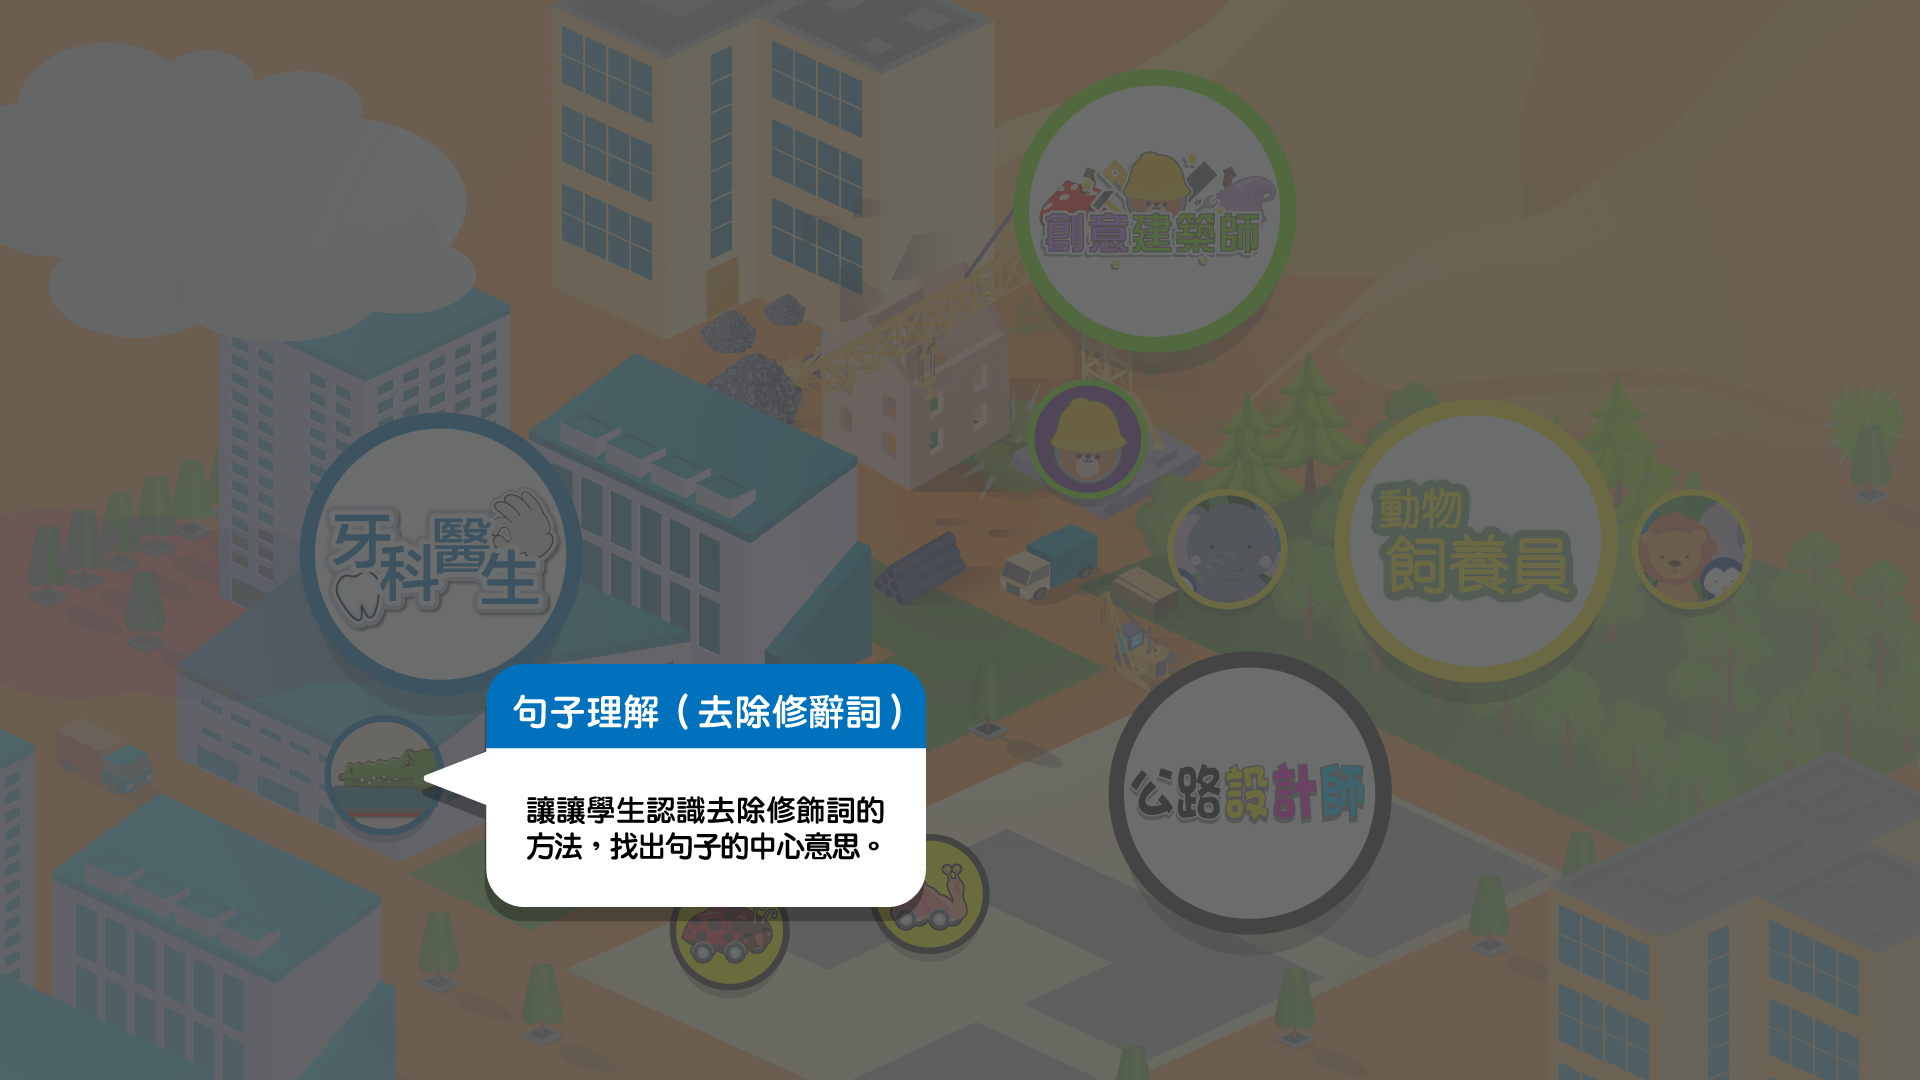 創意建築師
動物
飼養員
牙科醫生
句子理解(去除修辭詞)
讓讓學生認識去除修飾詞的
方法，找出句子的中心意思。
公路設計師